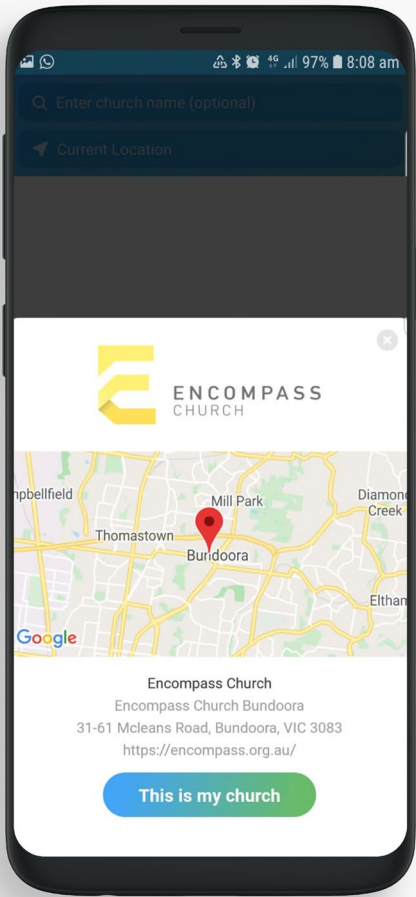 4G 97% 8:08 am
Enter church name (optional)
Current Location
ENCOMPASS
CHURCH
mpbellfield
Mill Park
Diamond
Creek
Thomastown
Bundoora
Eltham
Google
Encompass Church
Encompass Church Bundoora
31-61 Mcleans Road, Bundoora, VIC 3083
https://encompass.org.au/
This is my church